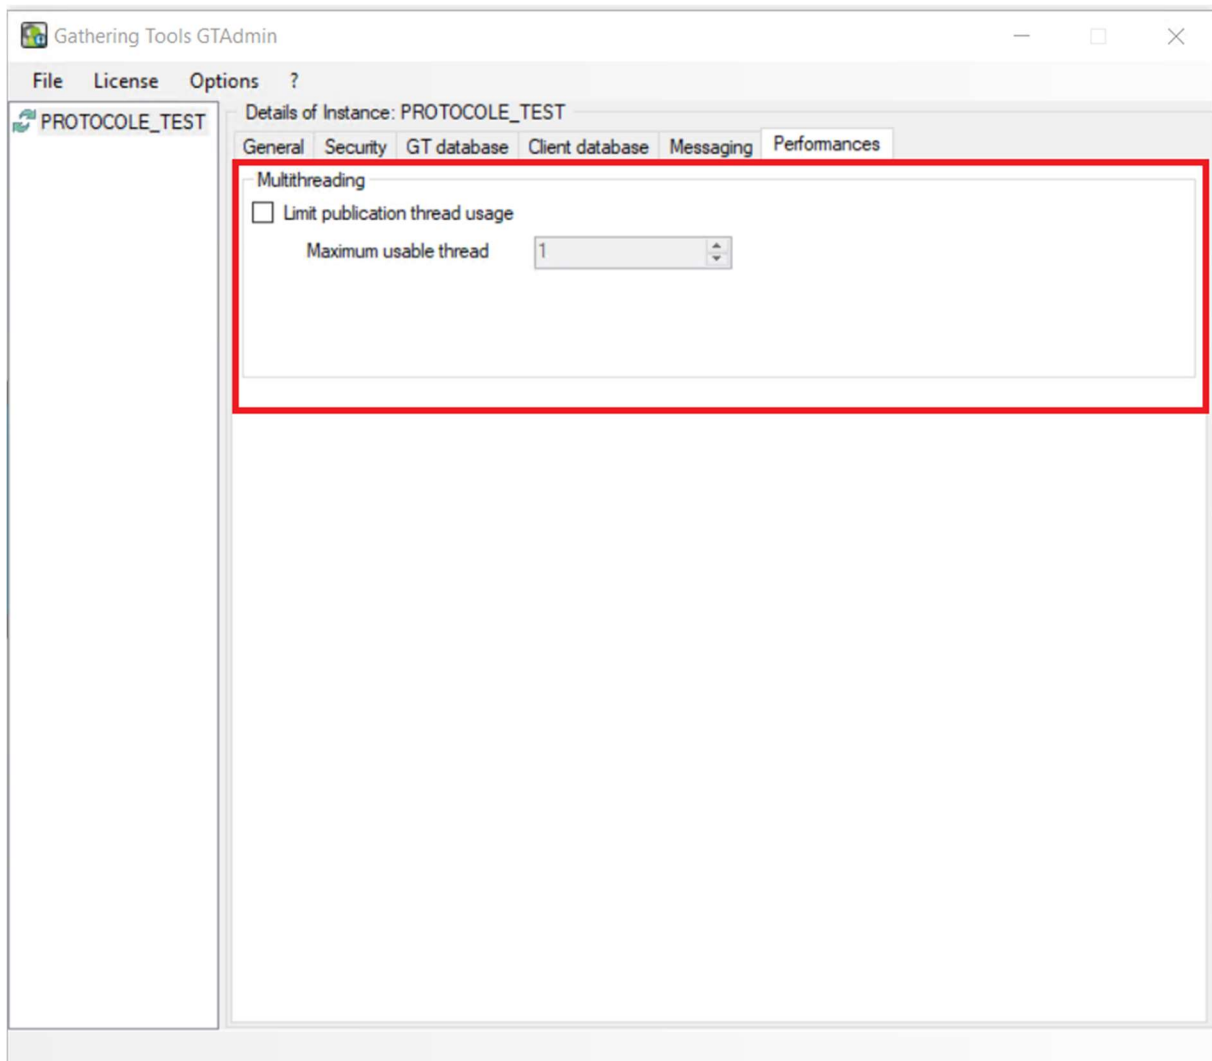 Gathering Tools GTAdmin
File License Options ?
PROTOCOLE_TEST
Details of Instance: PROTOCOLE_TEST
General Security GT database Client database Messaging Performances
Multithreading
Limit publication thread usage
Maximum usable thread 1